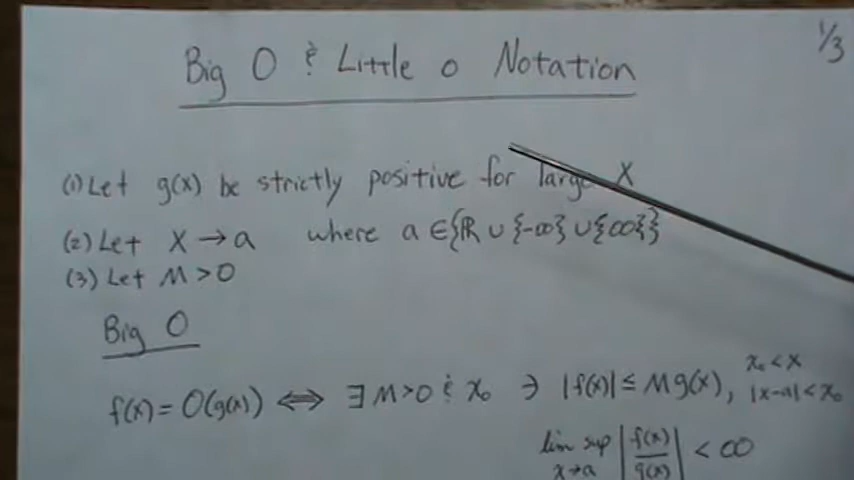 1/3
Big O & Little o Notation
(1) Let g(x) be strictly positive for large X
(2) Let X → a where a ∈ {ℝ ∪ {-∞} ∪ {∞}}
(3) Let M > 0
Big O
f(x) = O(g(x)) ⟺ ∃ M > 0 & x₀ ∋ |f(x)| ≤ M g(x), x₀ < x
|x-a| < x₀
lim sup x→a |f(x)/g(x)| < ∞